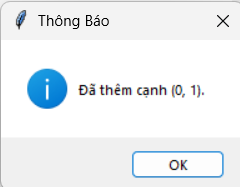 Thông Báo
Đã thêm cạnh (0, 1).
OK